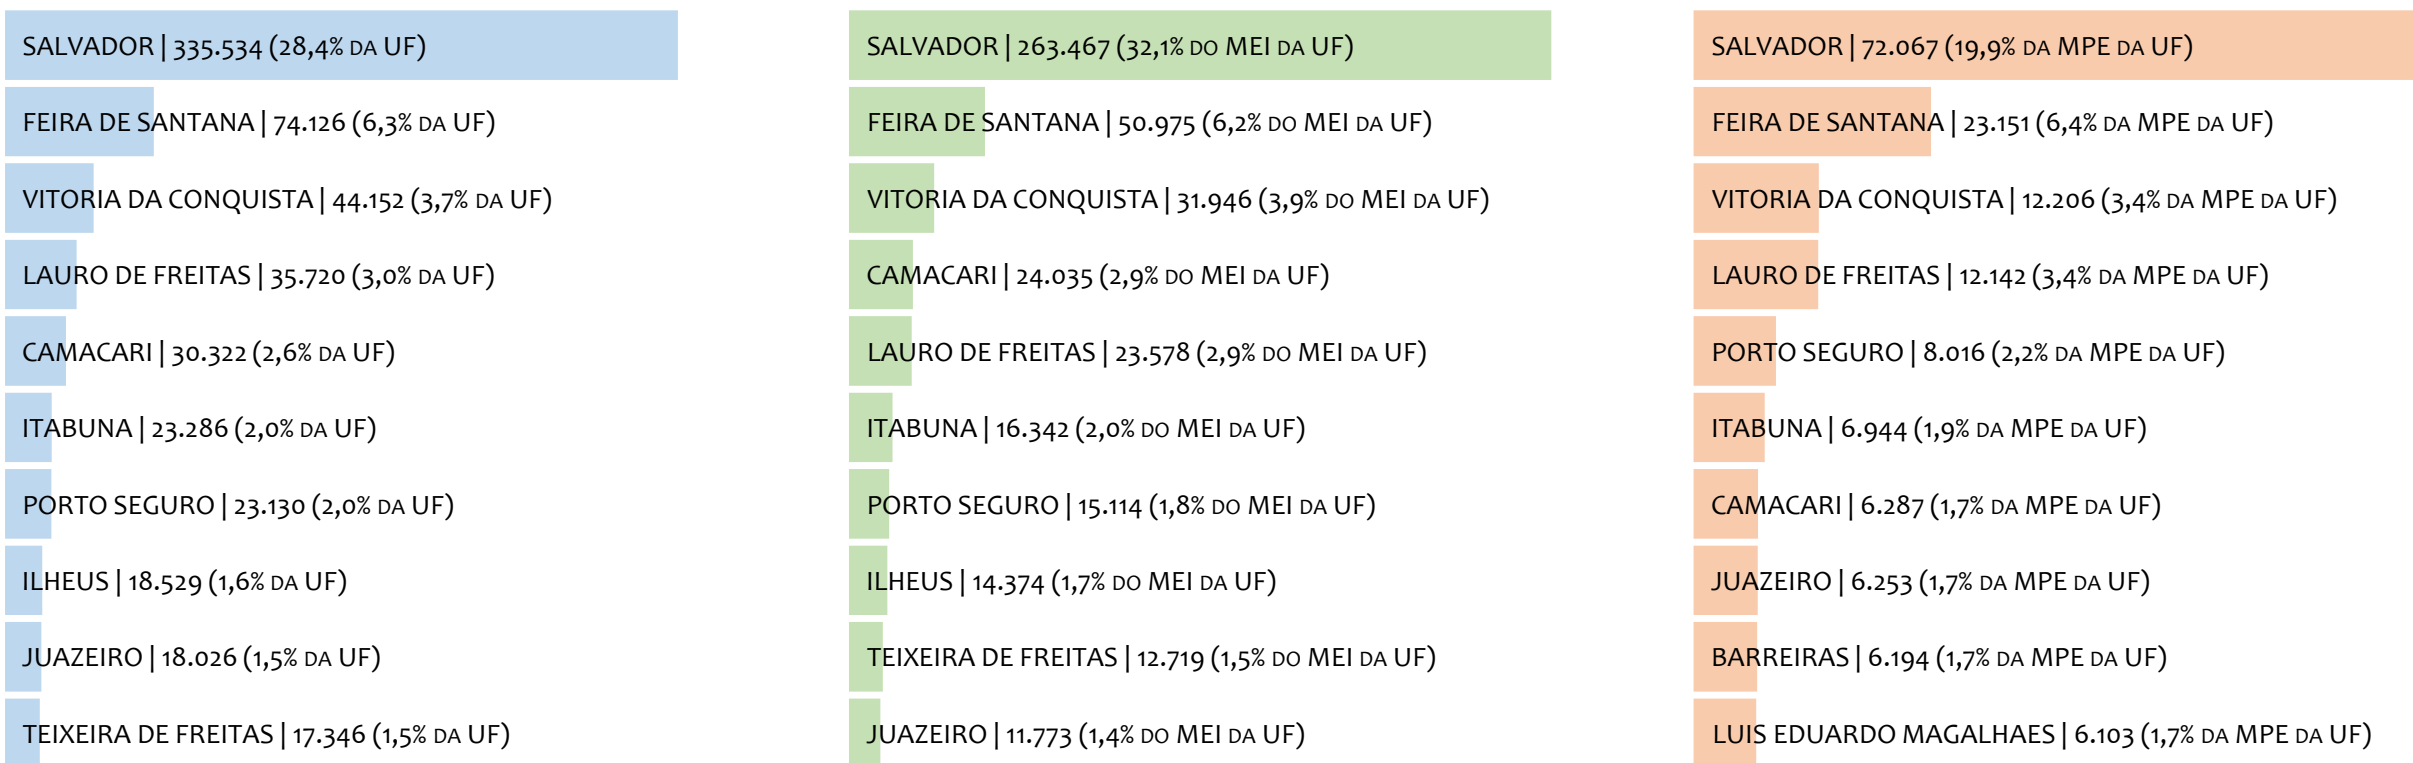 SALVADOR | 335.534 (28,4% DA UF)
FEIRA DE SANTANA | 74.126 (6,3% DA UF)
VITORIA DA CONQUISTA | 44.152 (3,7% DA UF)
LAURO DE FREITAS | 35.720 (3,0% DA UF)
CAMACARI | 30.322 (2,6% DA UF)
ITABUNA | 23.286 (2,0% DA UF)
PORTO SEGURO | 23.130 (2,0% DA UF)
ILHEUS | 18.529 (1,6% DA UF)
JUAZEIRO | 18.026 (1,5% DA UF)
TEIXEIRA DE FREITAS | 17.346 (1,5% DA UF)
SALVADOR | 263.467 (32,1% DO MEI DA UF)
FEIRA DE SANTANA | 50.975 (6,2% DO MEI DA UF)
VITORIA DA CONQUISTA | 31.946 (3,9% DO MEI DA UF)
CAMACARI | 24.035 (2,9% DO MEI DA UF)
LAURO DE FREITAS | 23.578 (2,9% DO MEI DA UF)
ITABUNA | 16.342 (2,0% DO MEI DA UF)
PORTO SEGURO | 15.114 (1,8% DO MEI DA UF)
ILHEUS | 14.374 (1,7% DO MEI DA UF)
TEIXEIRA DE FREITAS | 12.719 (1,5% DO MEI DA UF)
JUAZEIRO | 11.773 (1,4% DO MEI DA UF)
SALVADOR | 72.067 (19,9% DA MPE DA UF)
FEIRA DE SANTANA | 23.151 (6,4% DA MPE DA UF)
VITORIA DA CONQUISTA | 12.206 (3,4% DA MPE DA UF)
LAURO DE FREITAS | 12.142 (3,4% DA MPE DA UF)
PORTO SEGURO | 8.016 (2,2% DA MPE DA UF)
ITABUNA | 6.944 (1,9% DA MPE DA UF)
CAMACARI | 6.287 (1,7% DA MPE DA UF)
JUAZEIRO | 6.253 (1,7% DA MPE DA UF)
BARREIRAS | 6.194 (1,7% DA MPE DA UF)
LUIS EDUARDO MAGALHAES | 6.103 (1,7% DA MPE DA UF)